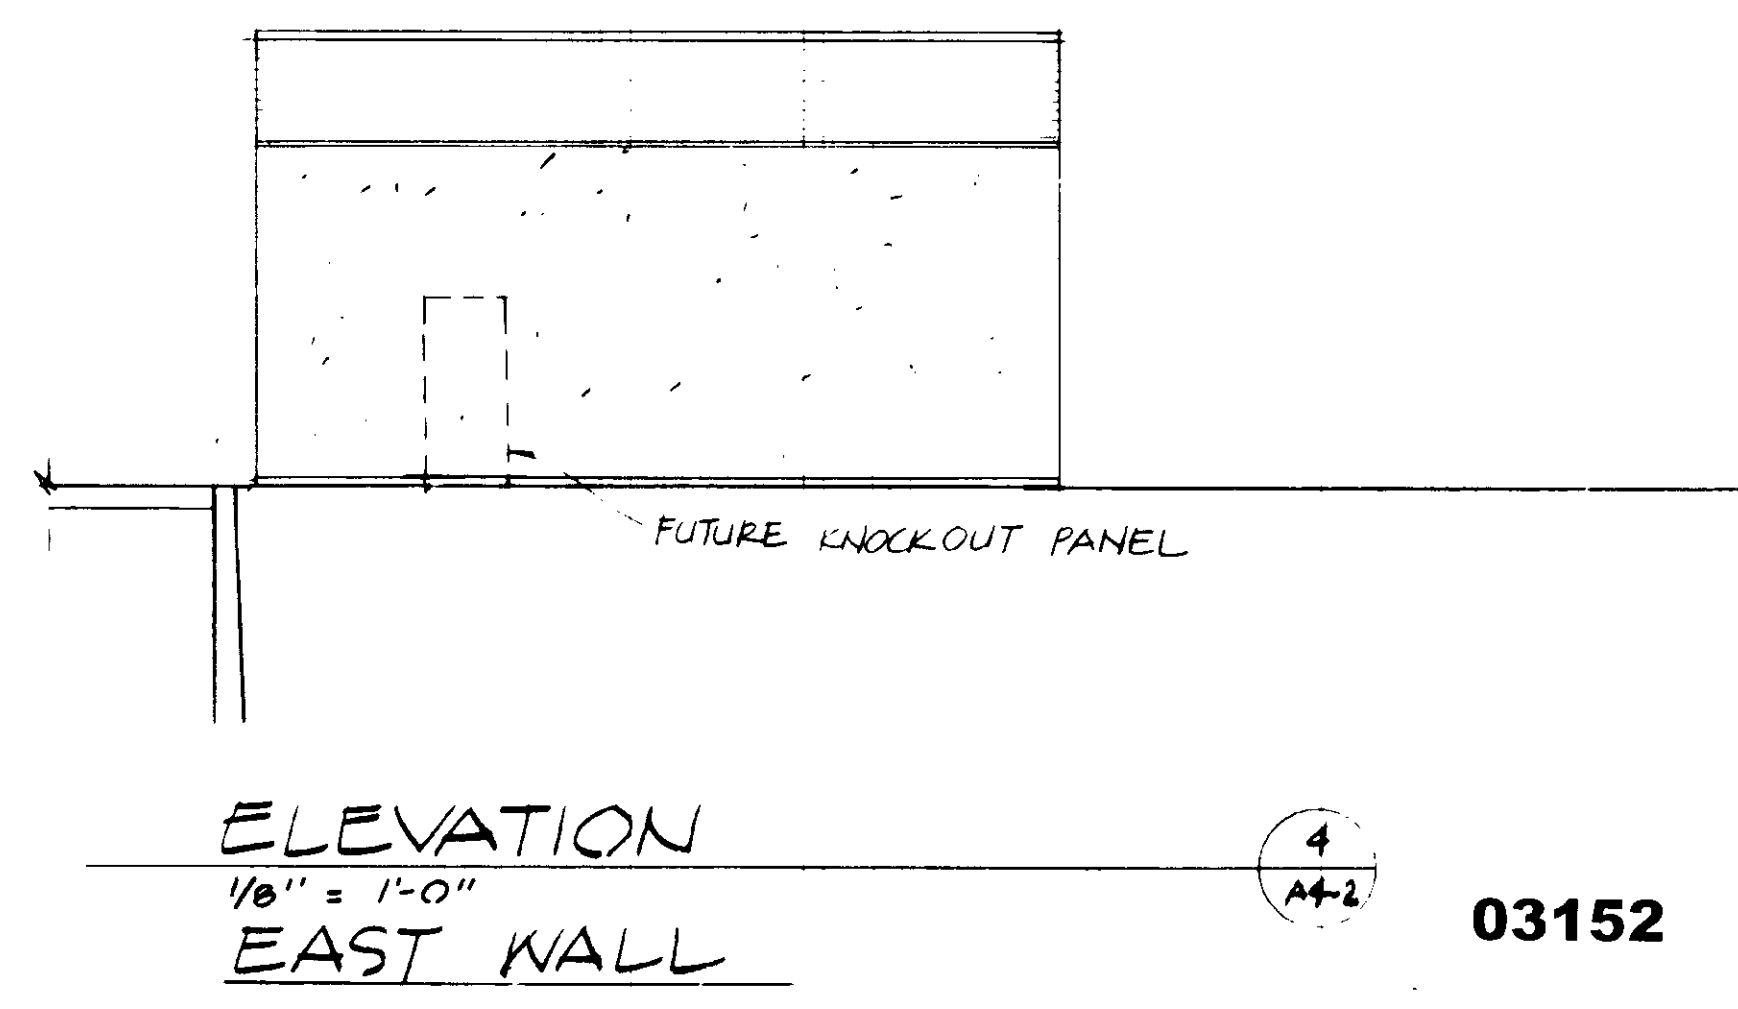 FUTURE KNOCKOUT PANEL
ELEVATION
1/8" = 1'-0"
EAST WALL
4
A4-2
03152